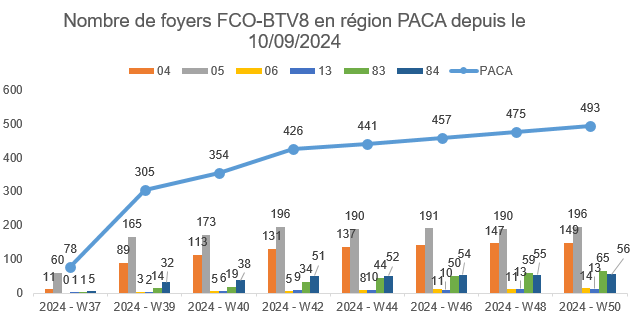 Nombre de foyers FCO-BTV8 en région PACA depuis le
10/09/2024
04 05 06 13 83 84 PACA
600
500
400
300
200
100
0
78 305 354 426 441 457 475 493
11 60 0 1 1 5
89 165 3 2 14 32
113 173 5 6 19 38
131 196 5 9 34 51
137 190 8 10 44 52
191 11 10 50 54
147 190 11 13 59 55
149 196 14 13 65 56
2024 - W37 2024 - W39 2024 - W40 2024 - W42 2024 - W44 2024 - W46 2024 - W48 2024 - W50